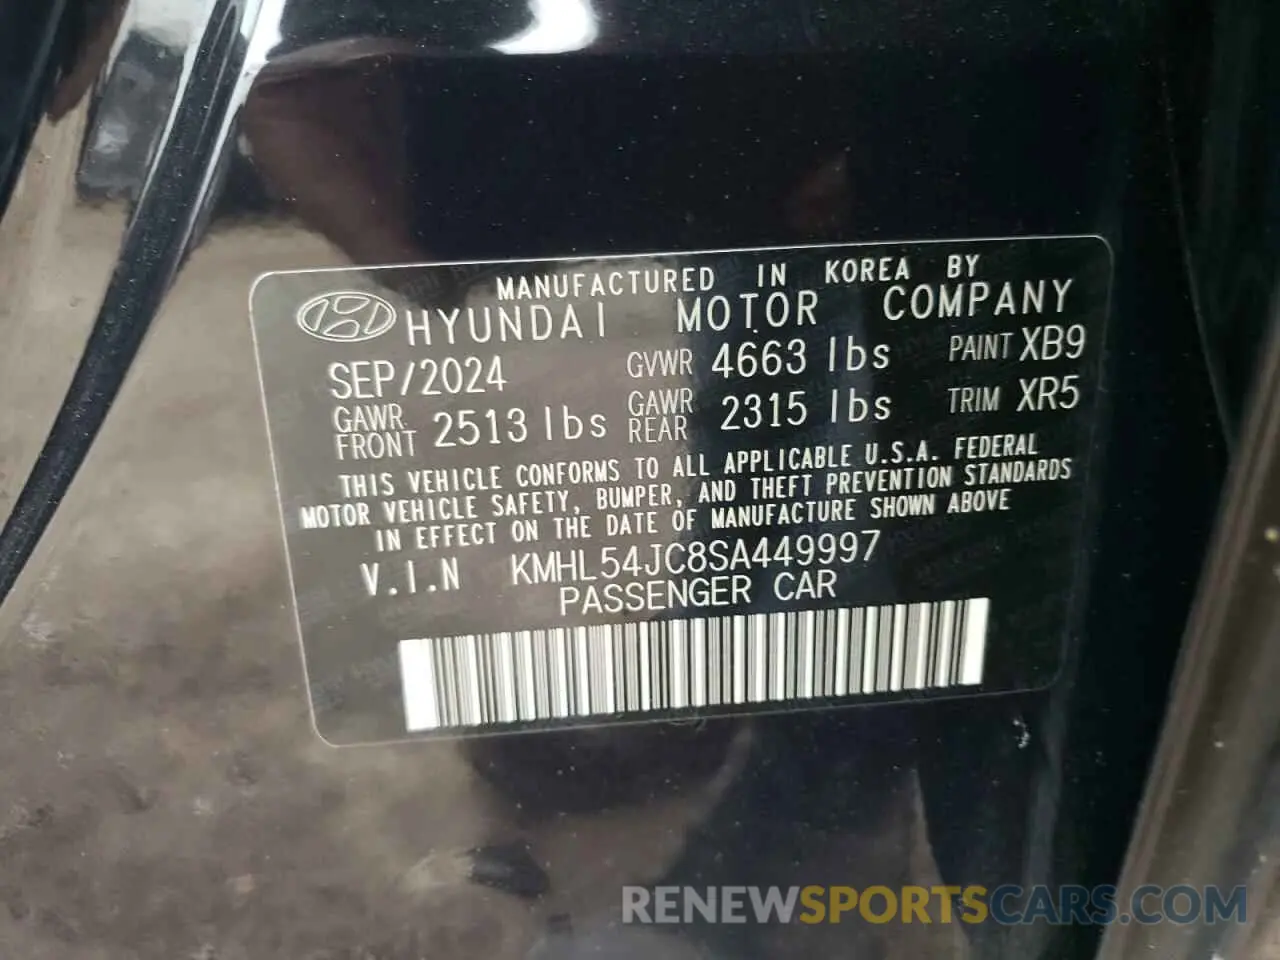 MANUFACTURED IN KOREA BY
HYUNDAI MOTOR COMPANY
SEP/2024 GVWR 4663 lbs PAINT XB9
GAWR FRONT 2513 lbs GAWR REAR 2315 lbs TRIM XR5
THIS VEHICLE CONFORMS TO ALL APPLICABLE U.S.A. FEDERAL
MOTOR VEHICLE SAFETY, BUMPER, AND THEFT PREVENTION STANDARDS
IN EFFECT ON THE DATE OF MANUFACTURE SHOWN ABOVE
V.I.N KMHL54JC8SA449997
PASSENGER CAR
RENEWSPORTSCARS.COM